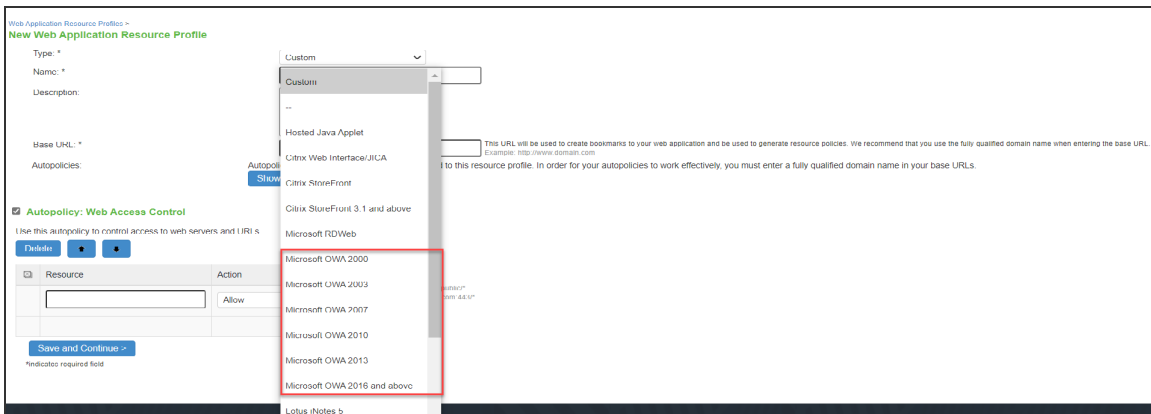 Web Application Resource Profiles >
New Web Application Resource Profile
Type: *
Custom
Name: *
Description:
Base URL: *
This URL will be used to create bookmarks to your web application and be used to generate resource policies. We recommend that you use the fully qualified domain name when entering the base URL.
Example: http://www.domain.com
Autopolicies:
Autopoli
to this resource profile. In order for your autopolicies to work effectively, you must enter a fully qualified domain name in your base URLs.
Show
Custom
--
Hosted Java Applet
Citrix Web Interface/JICA
Citrix StoreFront
Citrix StoreFront 3.1 and above
Microsoft RDWeb
Microsoft OWA 2000
Microsoft OWA 2003
Microsoft OWA 2007
Microsoft OWA 2010
Microsoft OWA 2013
Microsoft OWA 2016 and above
Lotus iNotes 5
Autopolicy: Web Access Control
Use this autopolicy to control access to web servers and URLs
Delete
Resource Action
Allow
Save and Continue >
*indicates required field